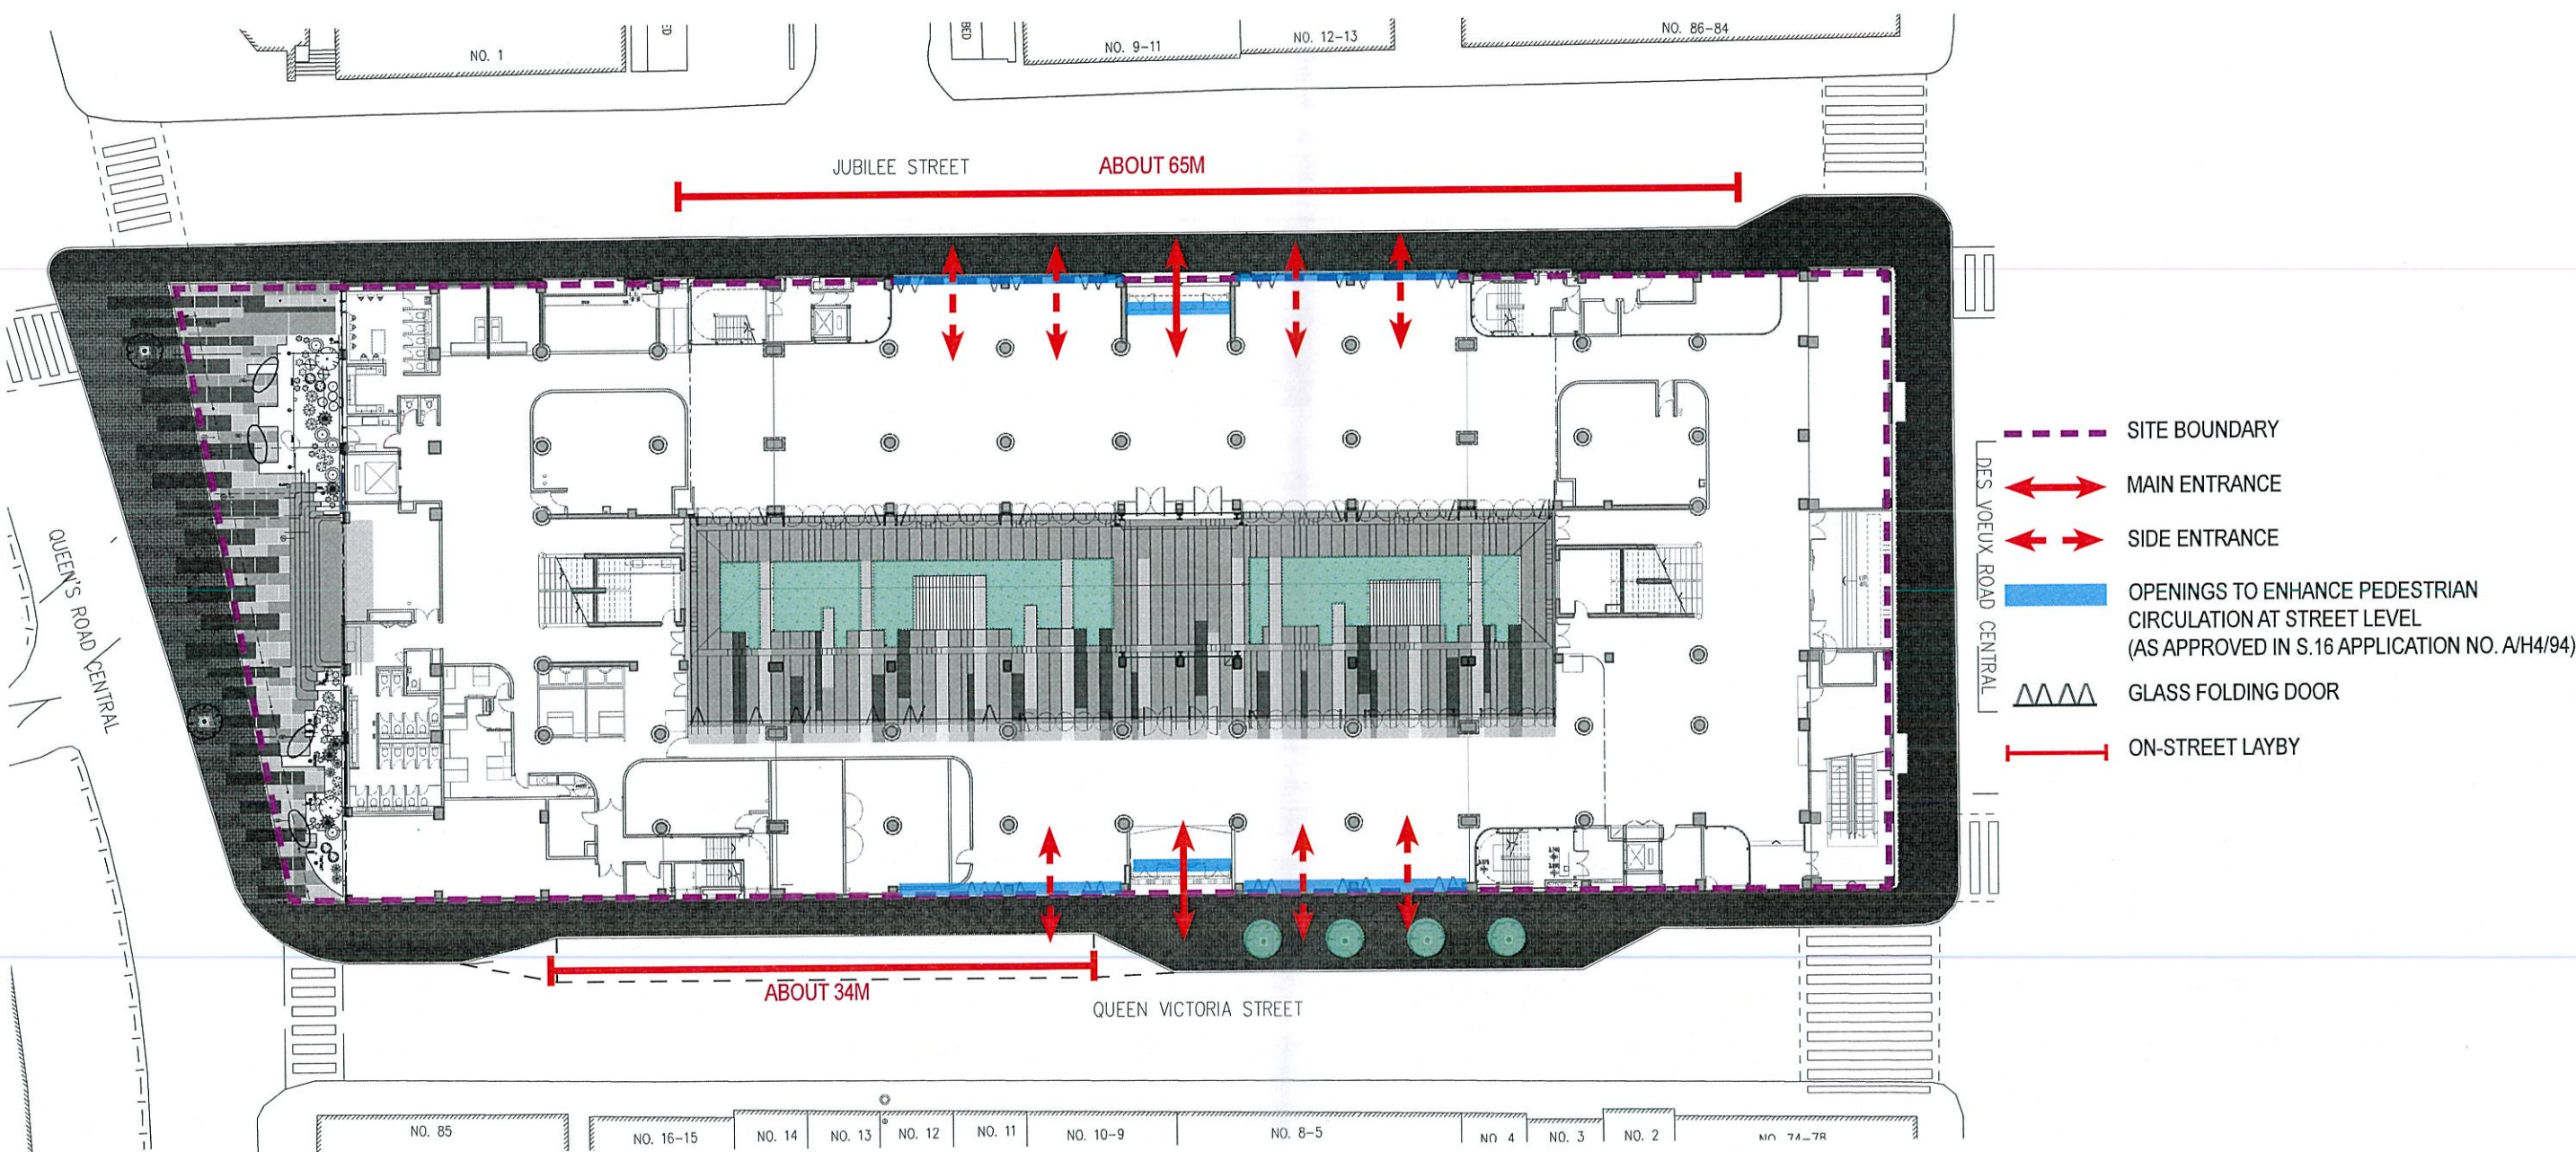 NO. 1
NO. 9-11
NO. 12-13
NO. 86-84
BED
JUBILEE STREET
ABOUT 65M
QUEEN'S ROAD CENTRAL
DES VOEUX ROAD CENTRAL
SITE BOUNDARY
MAIN ENTRANCE
SIDE ENTRANCE
OPENINGS TO ENHANCE PEDESTRIAN
CIRCULATION AT STREET LEVEL
(AS APPROVED IN S.16 APPLICATION NO. A/H4/94)
GLASS FOLDING DOOR
ON-STREET LAYBY
ABOUT 34M
QUEEN VICTORIA STREET
NO. 85
NO. 16-15
NO. 14
NO. 13
NO. 12
NO. 11
NO. 10-9
NO. 8-5
NO 4
NO. 3
NO. 2
NO. 74-78